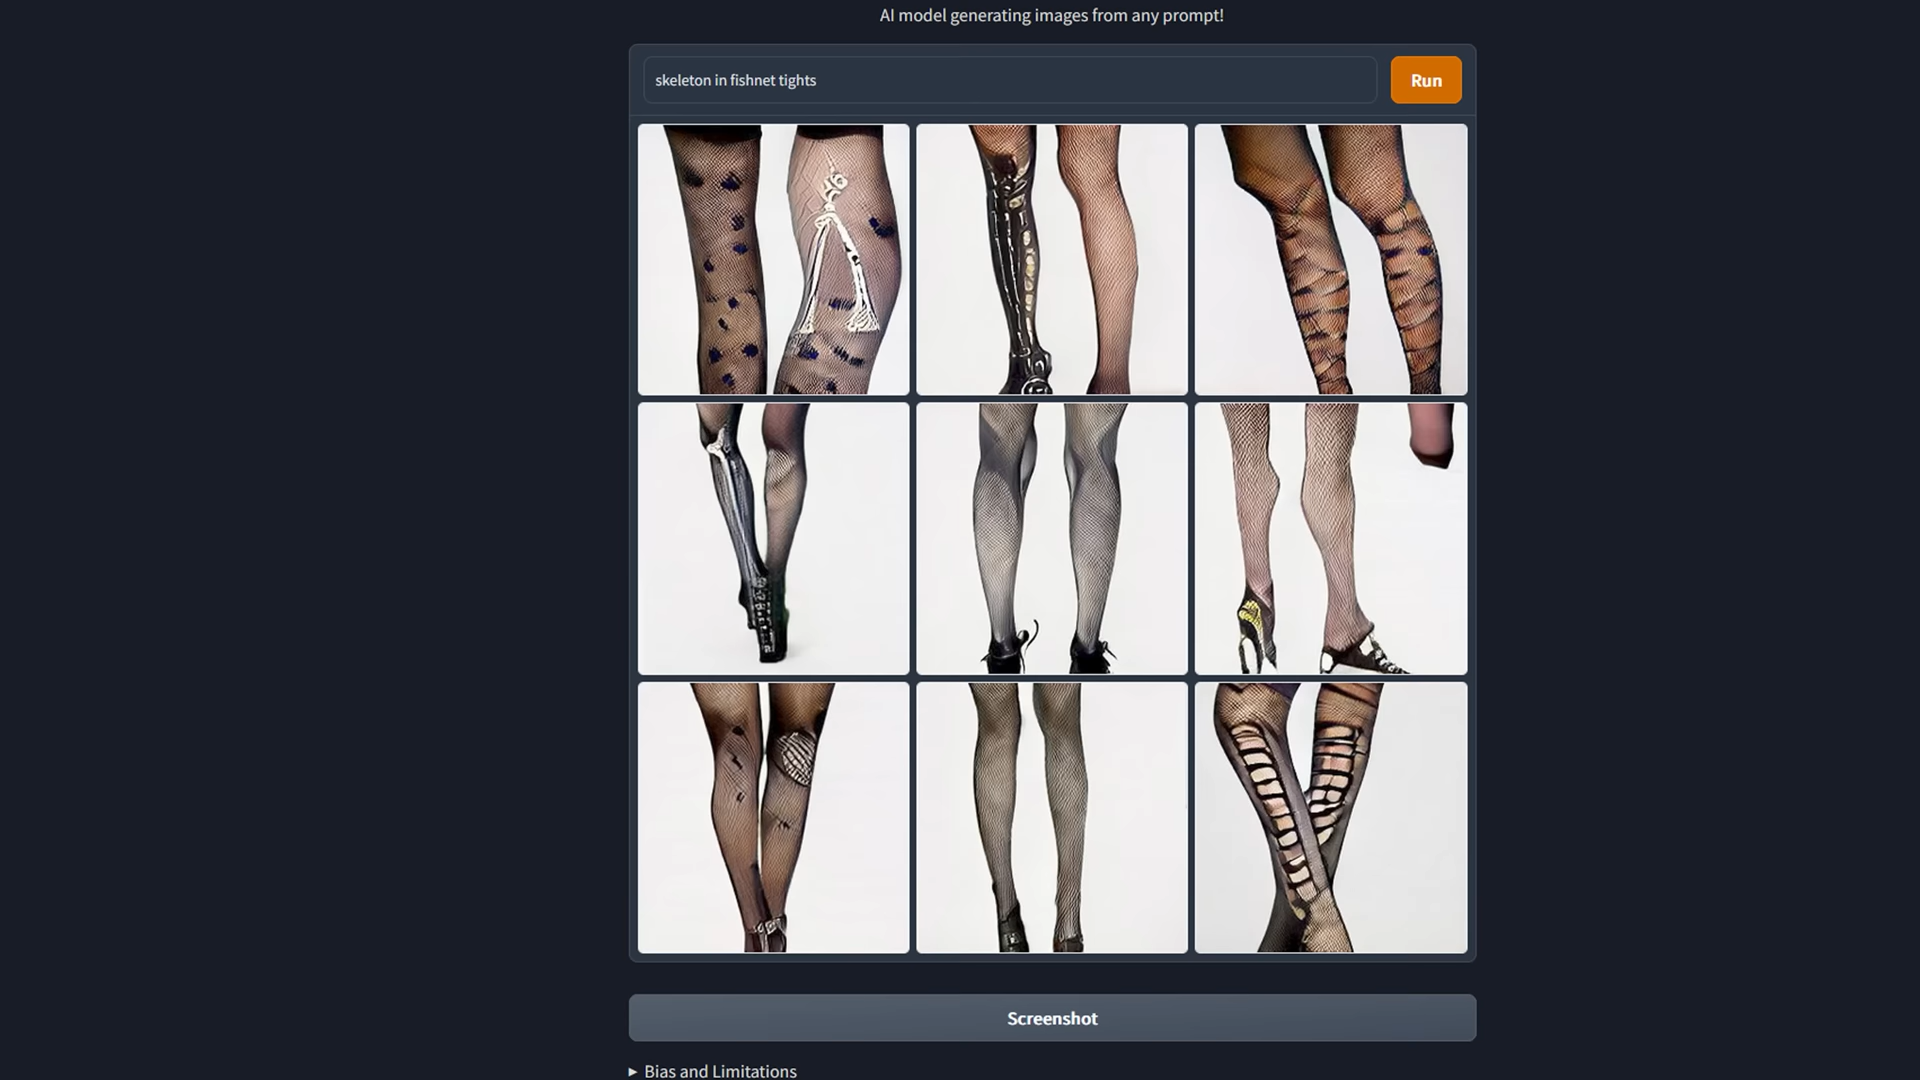 AI model generating images from any prompt!
skeleton in fishnet tights
Run
Screenshot
▶ Bias and Limitations